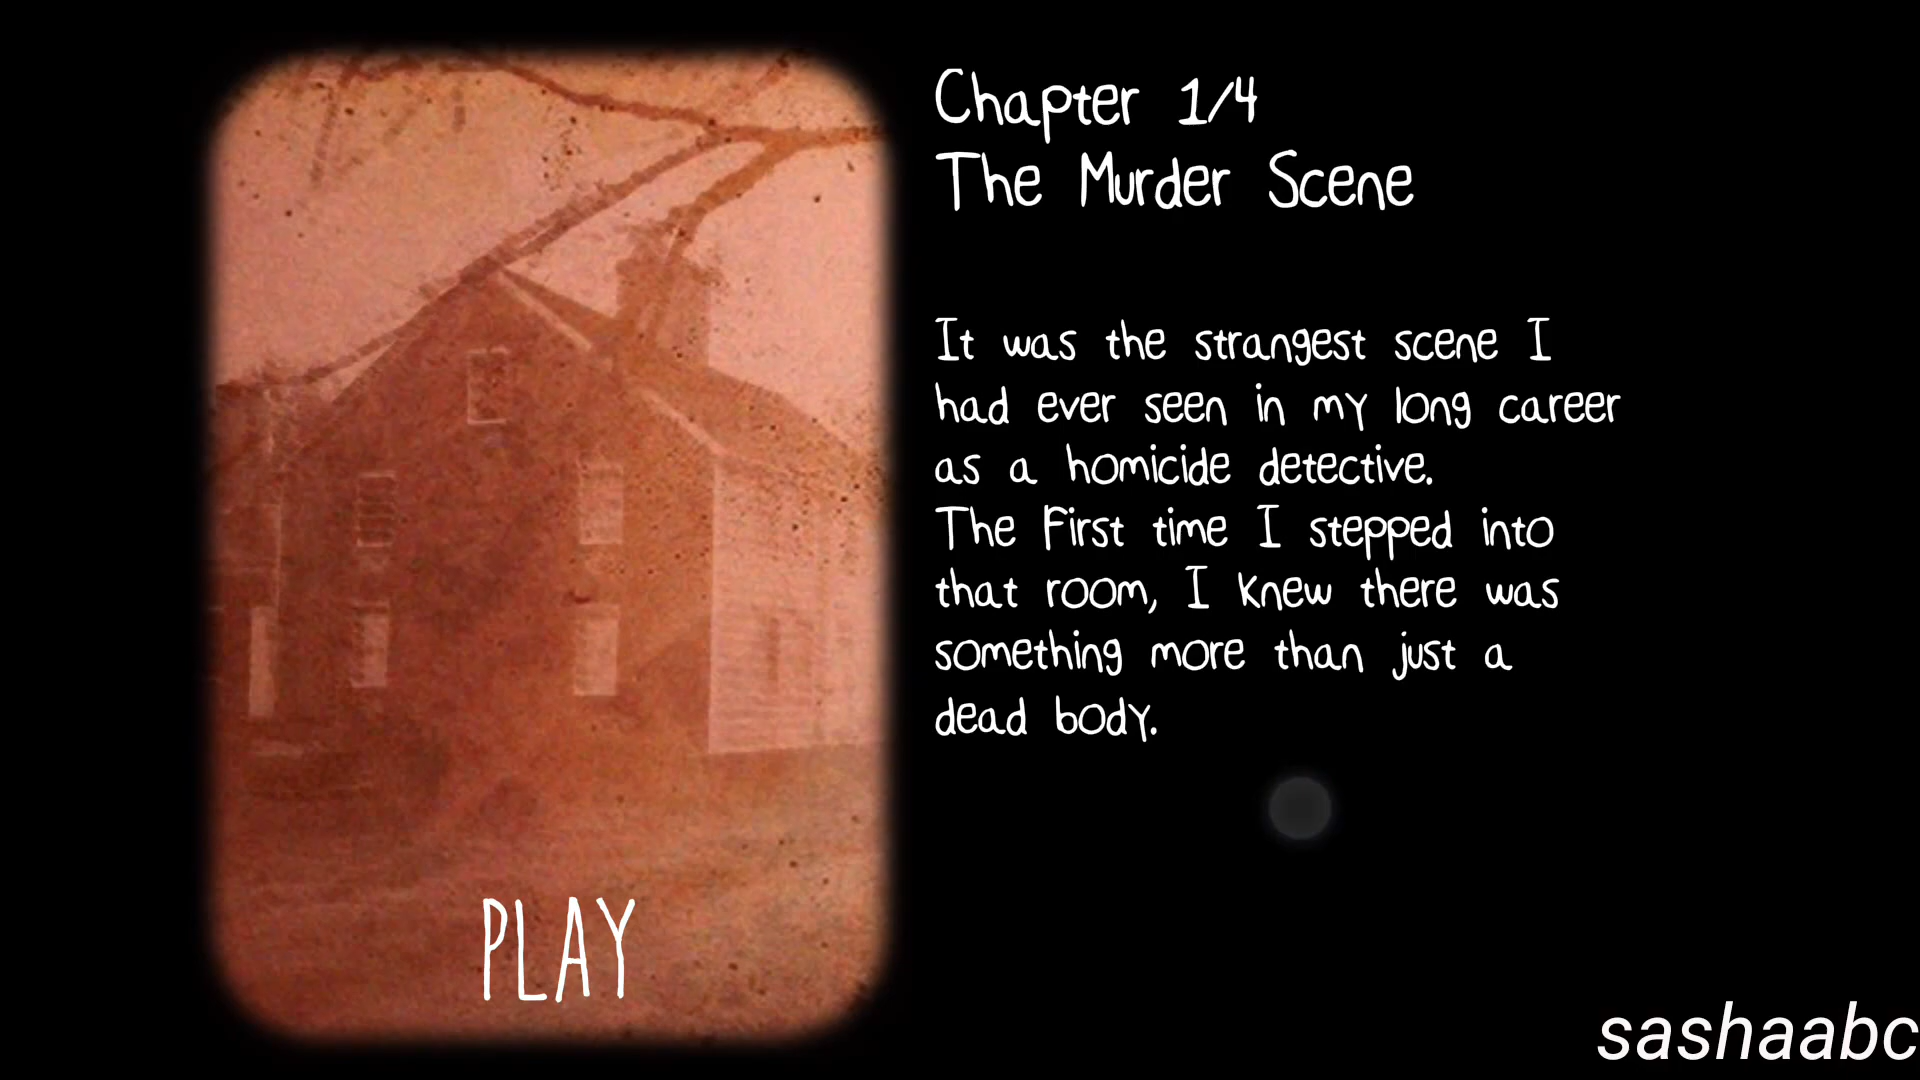 Chapter 1/4
The Murder Scene
It was the strangest scene I
had ever seen in my long career
as a homicide detective.
The First time I stepped into
that room, I knew there was
something more than just a
dead body.
PLAY
sashaabc